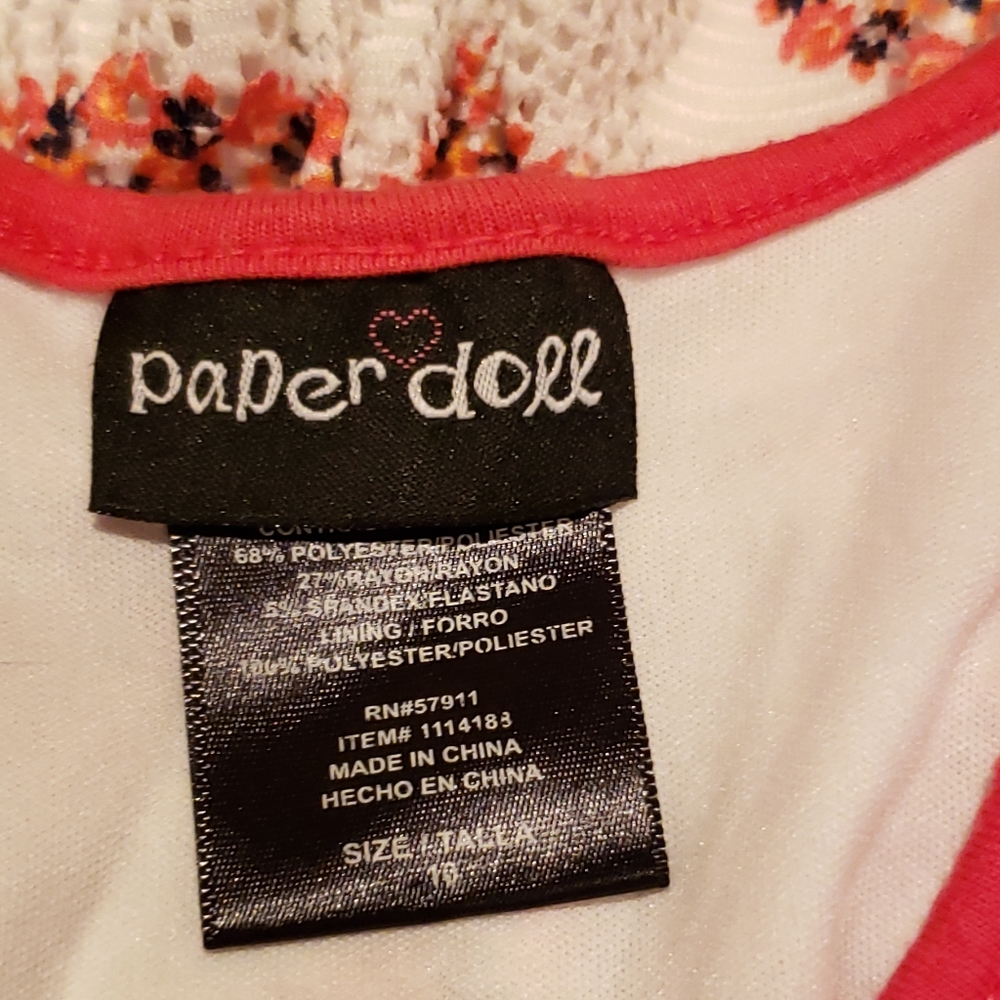 paper doll
68% POLYESTER/POLIESTER
27% RAYON/RAYON
5% SPANDEX/ELASTANO
LINING / FORRO
100% POLYESTER/POLIESTER
RN#57911
ITEM# 1114188
MADE IN CHINA
HECHO EN CHINA
SIZE / TALLA